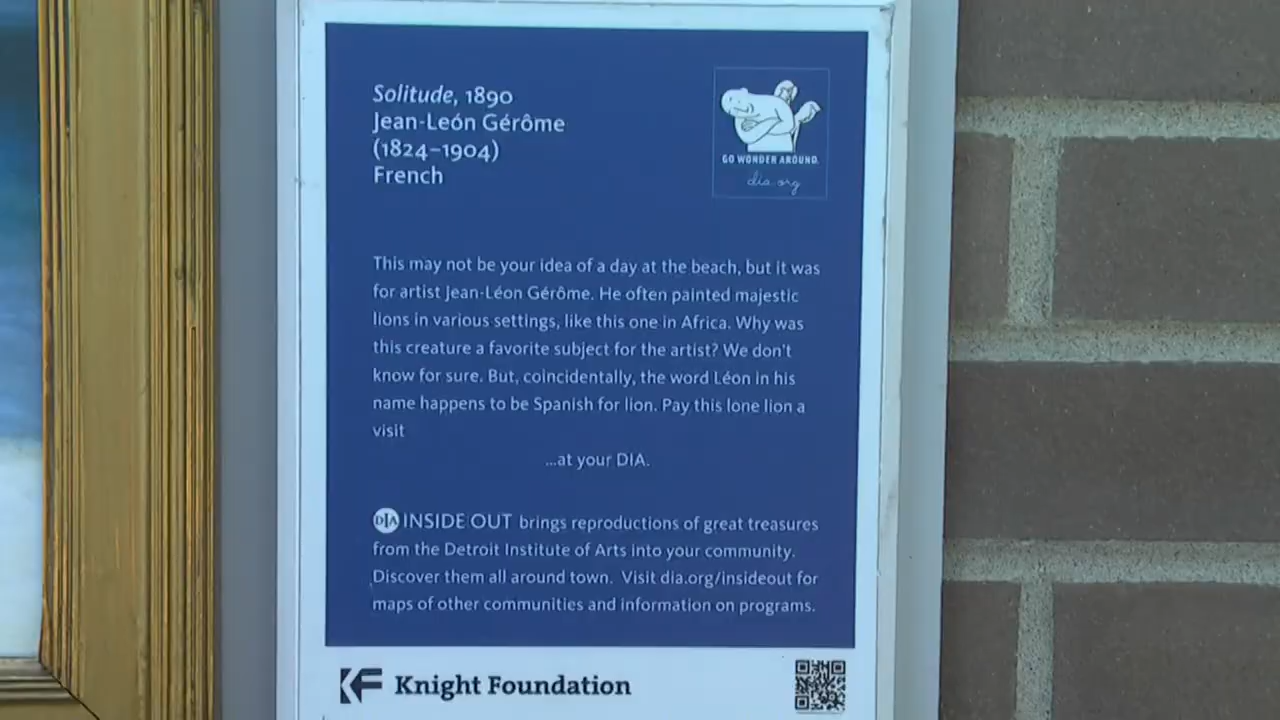 Solitude, 1890
Jean-León Gérôme
(1824–1904)
French
GO WONDER AROUND.
dia.org
This may not be your idea of a day at the beach, but it was
for artist Jean-Léon Gérôme. He often painted majestic
lions in various settings, like this one in Africa. Why was
this creature a favorite subject for the artist? We don't
know for sure. But, coincidentally, the word Léon in his
name happens to be Spanish for lion. Pay this lone lion a
visit
...at your DIA.
DIA INSIDE OUT brings reproductions of great treasures
from the Detroit Institute of Arts into your community.
Discover them all around town. Visit dia.org/insideout for
maps of other communities and information on programs.
KF Knight Foundation